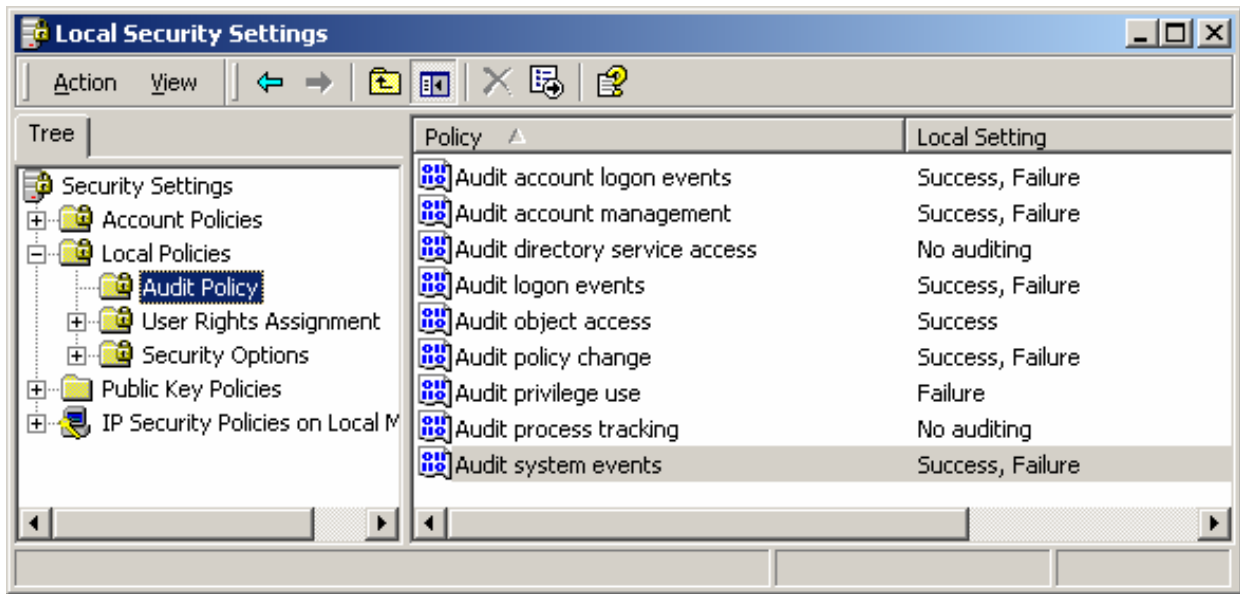 Local Security Settings
Action View
Tree
Security Settings
Account Policies
Local Policies
Audit Policy
User Rights Assignment
Security Options
Public Key Policies
IP Security Policies on Local M
Policy Local Setting
Audit account logon events Success, Failure
Audit account management Success, Failure
Audit directory service access No auditing
Audit logon events Success, Failure
Audit object access Success
Audit policy change Success, Failure
Audit privilege use Failure
Audit process tracking No auditing
Audit system events Success, Failure